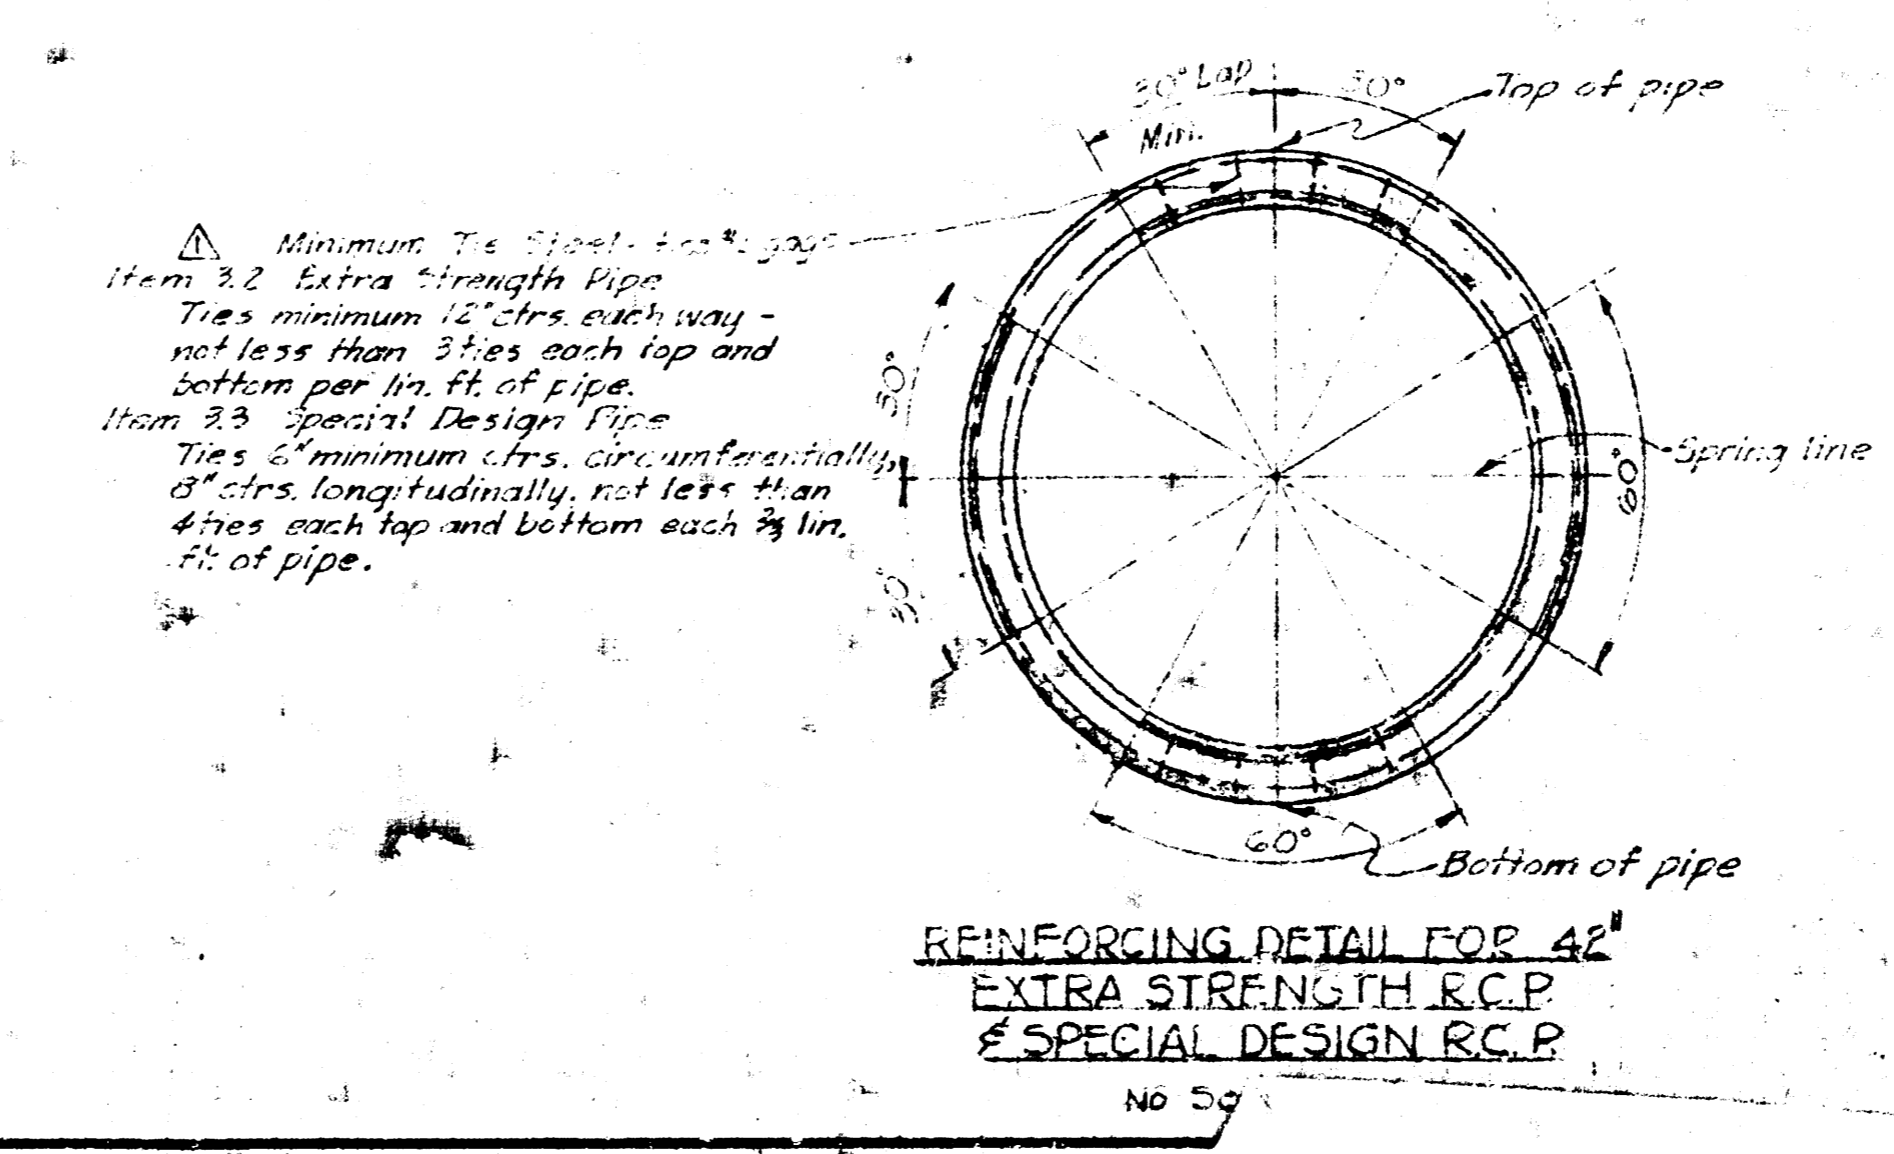 30° Lap
Min.
30°
Top of pipe
⚠ Minimum Tie Steel
Item 3.2 Extra Strength Pipe
Ties minimum 12" ctrs. each way -
not less than 3 ties each top and
bottom per lin. ft. of pipe.
Item 3.3 Special Design Pipe
Ties 6" minimum ctrs. circumferentially,
8" ctrs. longitudinally, not less than
4 ties each top and bottom each ⅔ lin.
ft. of pipe.
30°
30°
Spring line
60°
60°
Bottom of pipe
REINFORCING DETAIL FOR 42"
EXTRA STRENGTH R.C.P.
& SPECIAL DESIGN R.C.P.
No